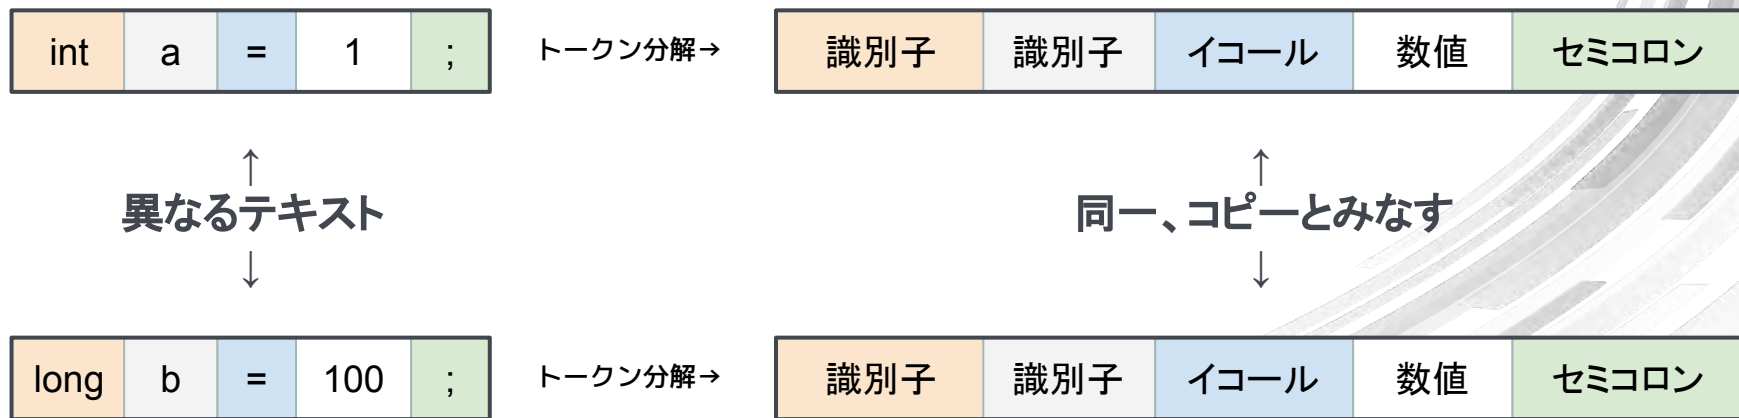 int a = 1 ; トークン分解→ 識別子 識別子 イコール 数値 セミコロン
↑ ↑
異なるテキスト 同一、コピーとみなす
↓ ↓
long b = 100 ; トークン分解→ 識別子 識別子 イコール 数値 セミコロン